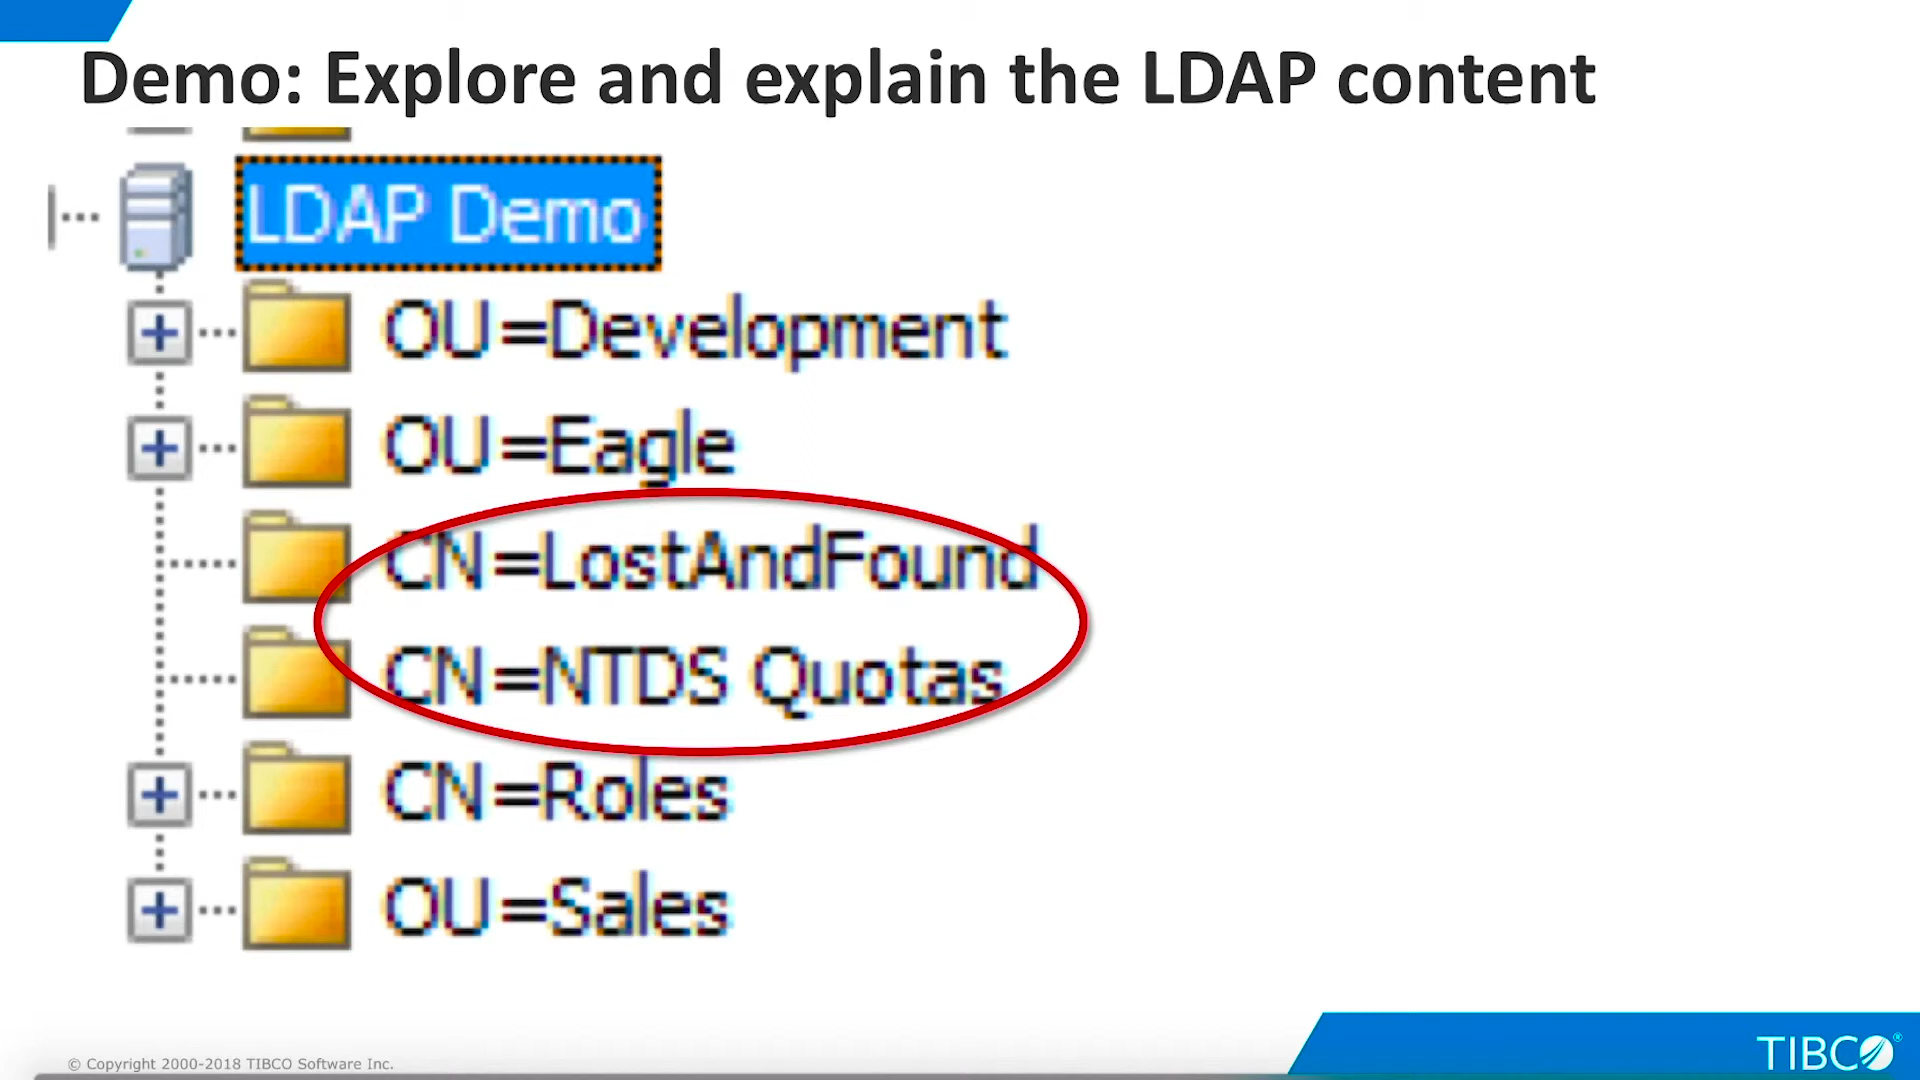 Demo: Explore and explain the LDAP content
LDAP Demo
OU=Development
OU=Eagle
CN=LostAndFound
CN=NTDS Quotas
CN=Roles
OU=Sales
© Copyright 2000-2018 TIBCO Software Inc.
TIBCO®